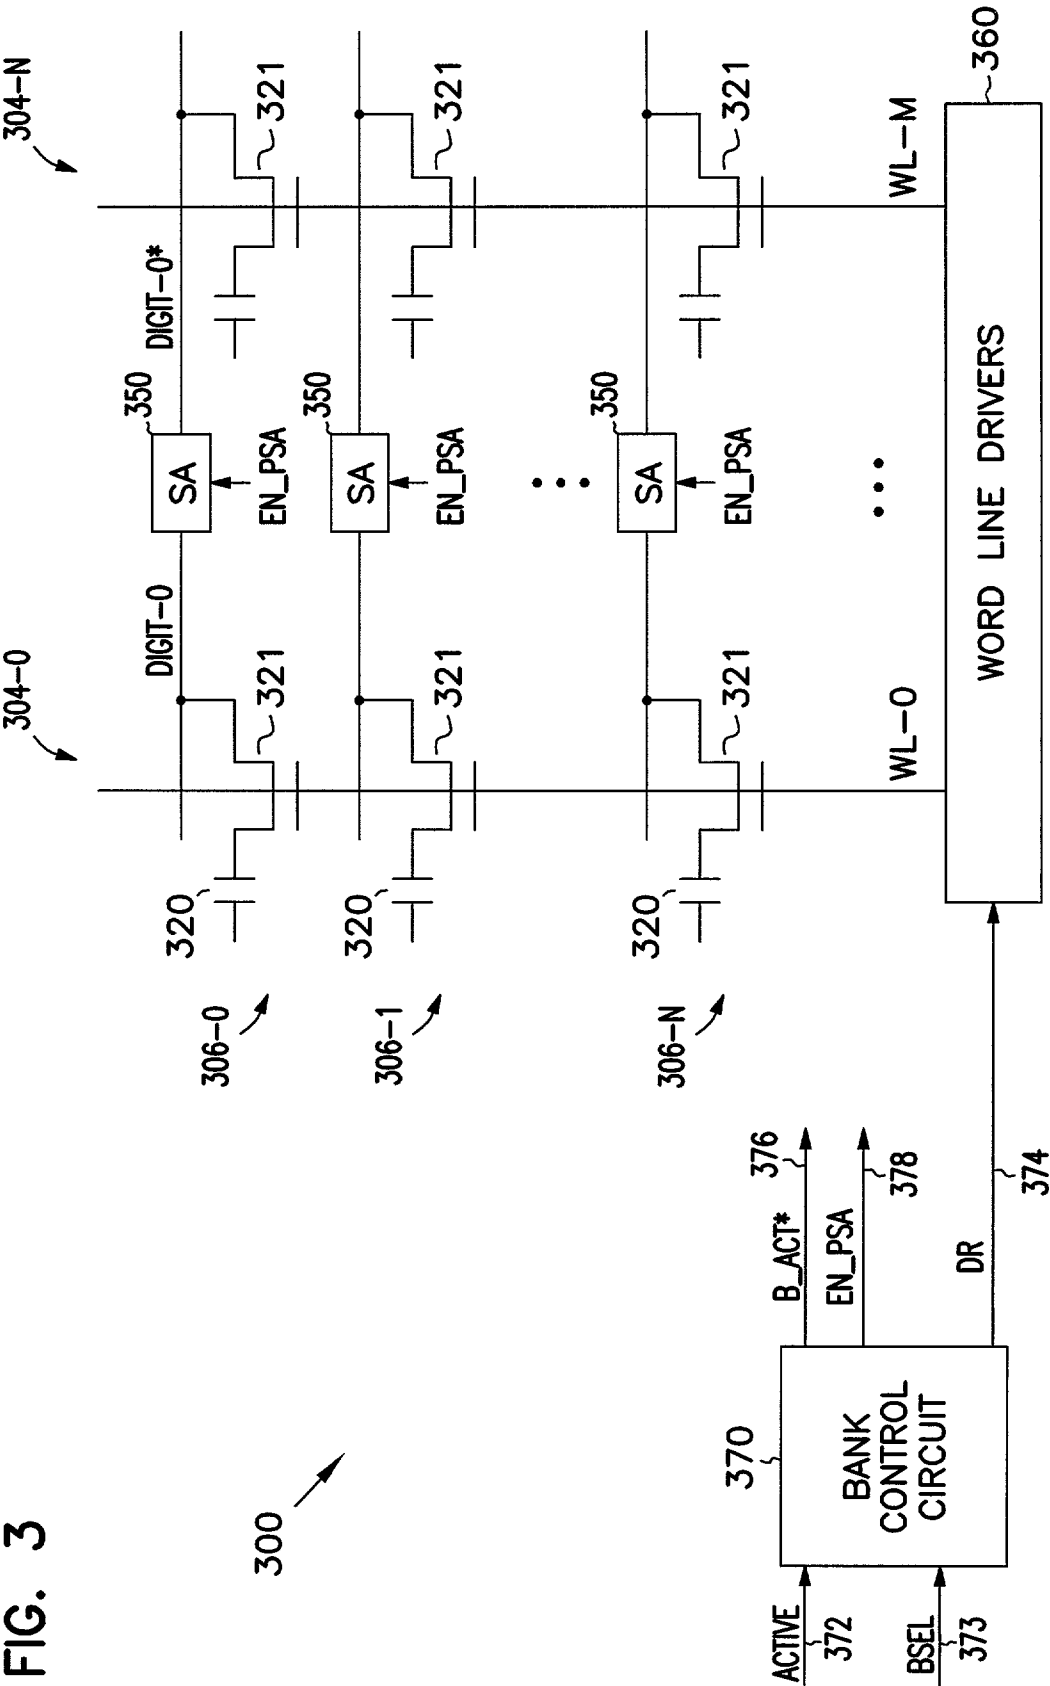 FIG. 3
300
304-0
304-N
306-0
320
DIGIT-0
321
350
SA
EN_PSA
DIGIT-0*
321
306-1
320
321
350
SA
EN_PSA
321
306-N
320
321
350
SA
EN_PSA
321
WL-0
WL-M
WORD LINE DRIVERS
360
370
BANK
CONTROL
CIRCUIT
ACTIVE
372
BSEL
373
B_ACT*
376
EN_PSA
378
DR
374